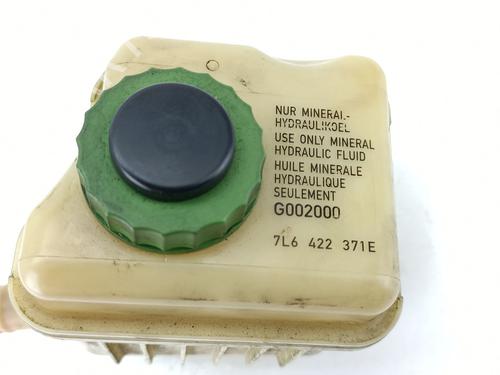 NUR MINERAL-
HYDRAULIKOEL
USE ONLY MINERAL
HYDRAULIC FLUID
HUILE MINERALE
HYDRAULIQUE
SEULEMENT
G002000
7L6 422 371E